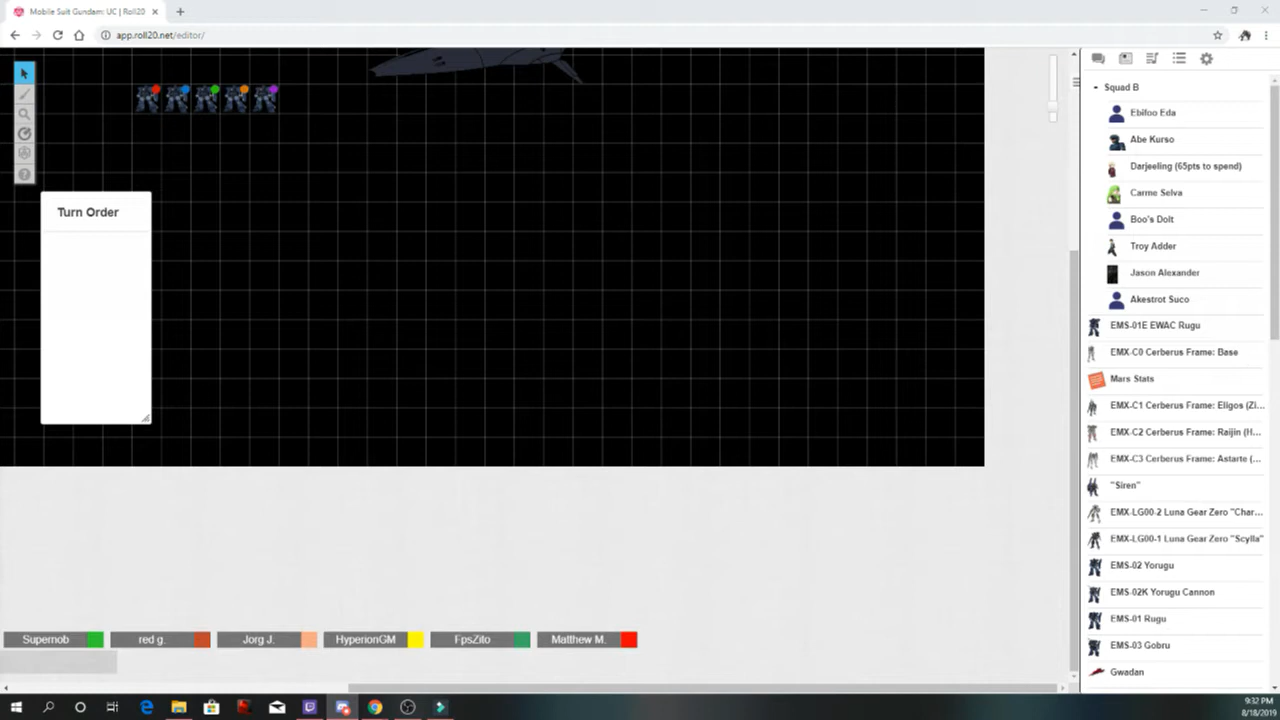 Mobile Suit Gundam: UC | Roll20
app.roll20.net/editor/
Turn Order
Squad B
Ebifoo Eda
Abe Kurso
Darjeeling (65pts to spend)
Carme Selva
Boo's Dolt
Troy Adder
Jason Alexander
Akestrot Suco
EMS-01E EWAC Rugu
EMX-C0 Cerberus Frame: Base
Mars Stats
EMX-C1 Cerberus Frame: Eligos (Zi...
EMX-C2 Cerberus Frame: Raijin (H...
EMX-C3 Cerberus Frame: Astarte (...
"Siren"
EMX-LG00-2 Luna Gear Zero "Char...
EMX-LG00-1 Luna Gear Zero "Scylla"
EMS-02 Yorugu
EMS-02K Yorugu Cannon
EMS-01 Rugu
EMS-03 Gobru
Gwadan
Supernob
red g.
Jorg J.
HyperionGM
FpsZito
Matthew M.
9:32 PM
8/18/2019